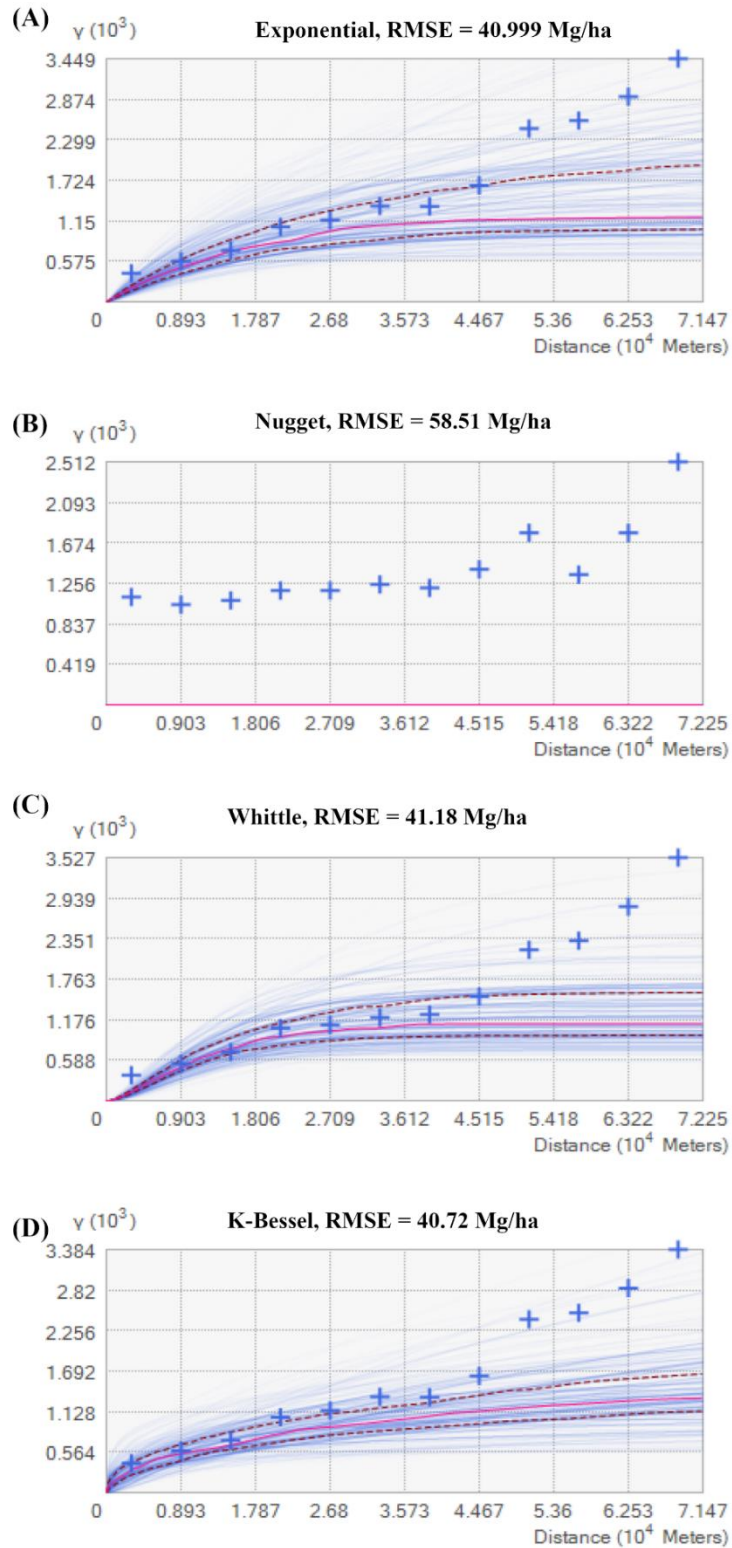 (A)
γ (10³)
Exponential, RMSE = 40.999 Mg/ha
3.449
2.874
2.299
1.724
1.15
0.575
0 0.893 1.787 2.68 3.573 4.467 5.36 6.253 7.147
Distance (10⁴ Meters)
(B)
γ (10³)
Nugget, RMSE = 58.51 Mg/ha
2.512
2.093
1.674
1.256
0.837
0.419
0 0.903 1.806 2.709 3.612 4.515 5.418 6.322 7.225
Distance (10⁴ Meters)
(C)
γ (10³)
Whittle, RMSE = 41.18 Mg/ha
3.527
2.939
2.351
1.763
1.176
0.588
0 0.903 1.806 2.709 3.612 4.515 5.418 6.322 7.225
Distance (10⁴ Meters)
(D)
γ (10³)
K-Bessel, RMSE = 40.72 Mg/ha
3.384
2.82
2.256
1.692
1.128
0.564
0 0.893 1.787 2.68 3.573 4.467 5.36 6.253 7.147
Distance (10⁴ Meters)